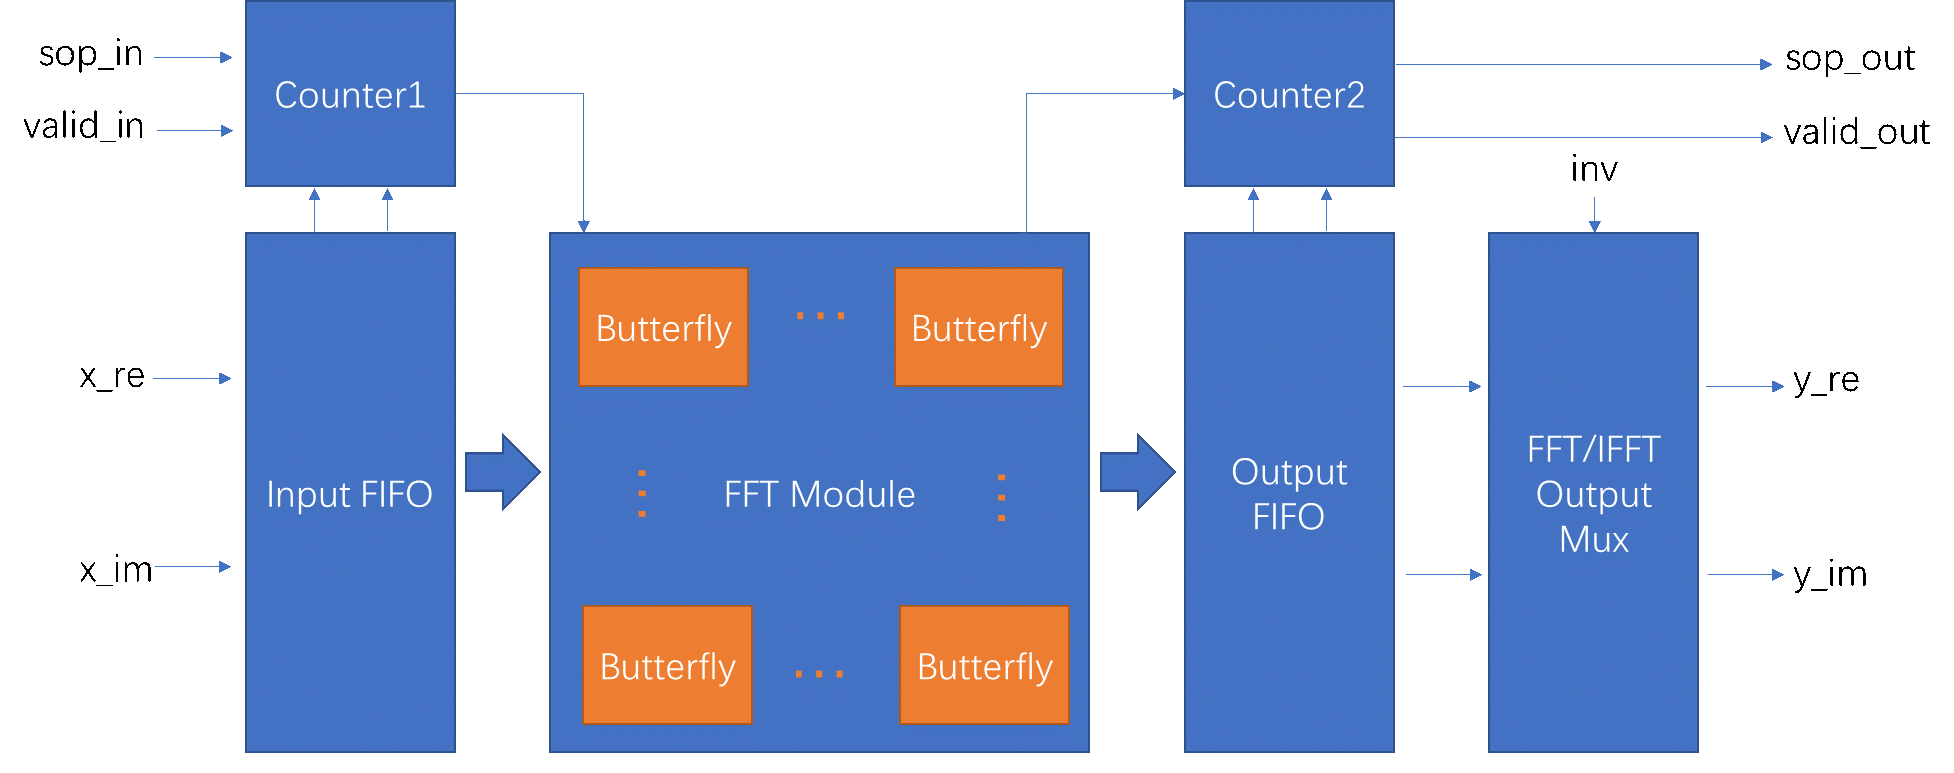 sop_in
valid_in
Counter1
Counter2
sop_out
valid_out
inv
x_re
x_im
Input FIFO
Butterfly
Butterfly
FFT Module
Butterfly
Butterfly
Output
FIFO
FFT/IFFT
Output
Mux
y_re
y_im